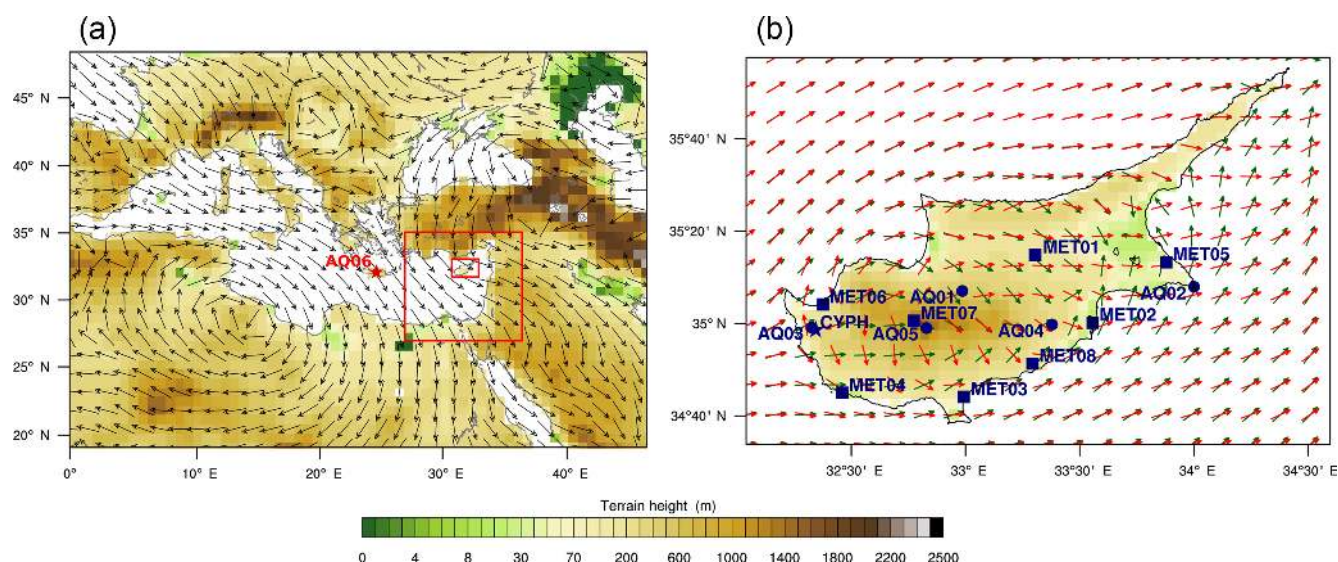 (a) (b)
45° N
40° N
35° N
30° N
25° N
20° N
0° 10° E 20° E 30° E 40° E
AQ06
35°40' N
35°20' N
35°0' N
34°40' N
32°30' E 33° E 33°30' E 34° E 34°30' E
MET01
MET05
MET06 AQ01 AQ02
MET07 MET02
AQ03 CYPH AQ05 AQ04
MET08
MET04 MET03
Terrain height (m)
0 4 8 30 70 200 600 1000 1400 1800 2200 2500